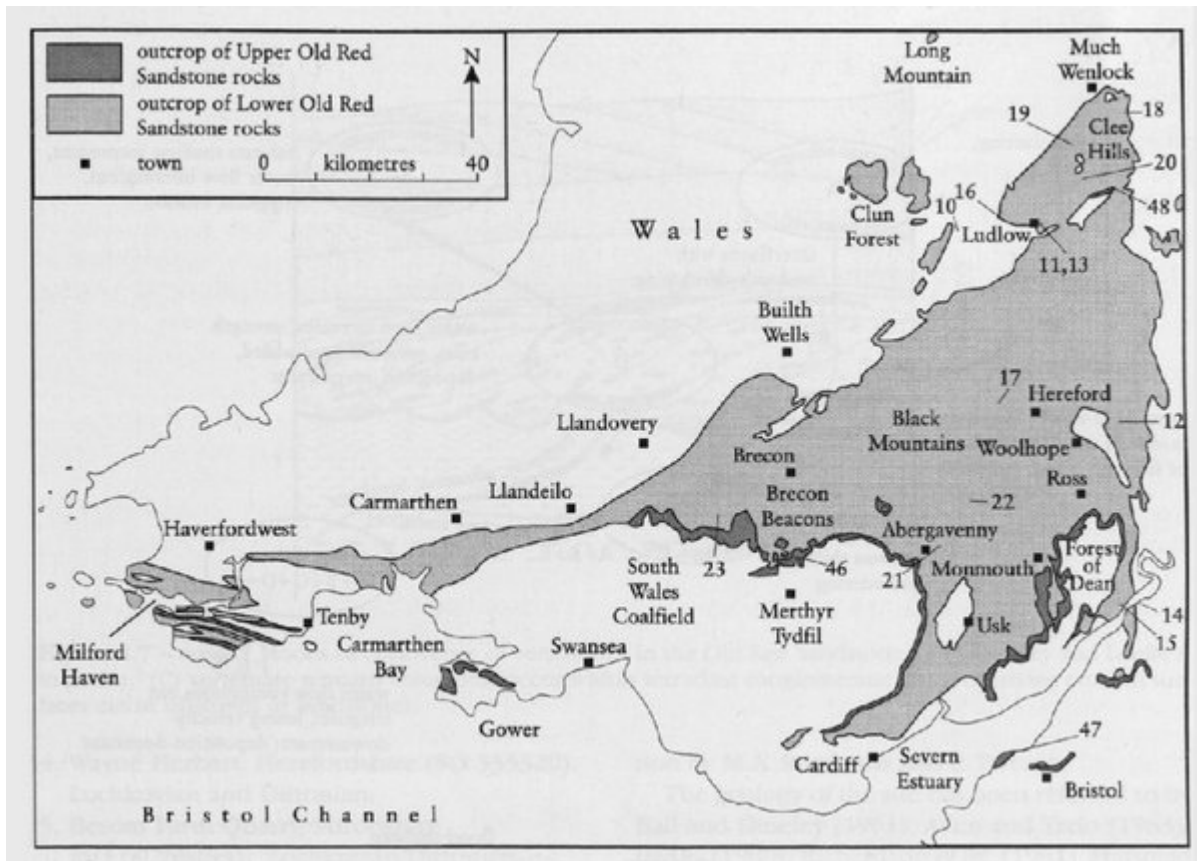 outcrop of Upper Old Red
Sandstone rocks
outcrop of Lower Old Red
Sandstone rocks
town
0 kilometres 40
N
Long
Mountain
Much
Wenlock
19
18
Clee
Hills
20
48
Clun
Forest
10
16
Ludlow
11,13
Wales
Builth
Wells
17
Hereford
12
Black
Mountains
Woolhope
Llandovery
Brecon
Ross
Brecon
Beacons
22
Llandeilo
Carmarthen
Abergavenny
Haverfordwest
23
46
21
Monmouth
Forest
of
Dean
South
Wales
Coalfield
Merthyr
Tydfil
14
15
Usk
Tenby
Milford
Haven
Carmarthen
Bay
Swansea
Gower
47
Cardiff
Severn
Estuary
Bristol
Bristol Channel